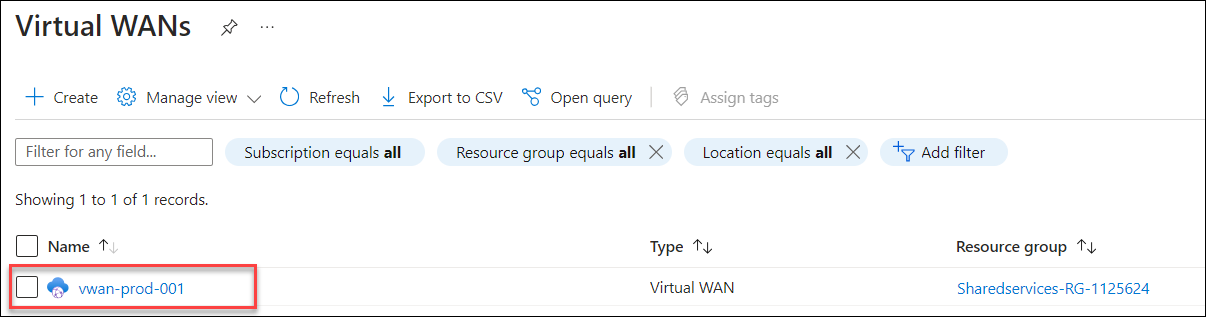 Virtual WANs
Create Manage view Refresh Export to CSV Open query Assign tags
Filter for any field... Subscription equals all Resource group equals all Location equals all Add filter
Showing 1 to 1 of 1 records.
Name Type Resource group
vwan-prod-001 Virtual WAN Sharedservices-RG-1125624